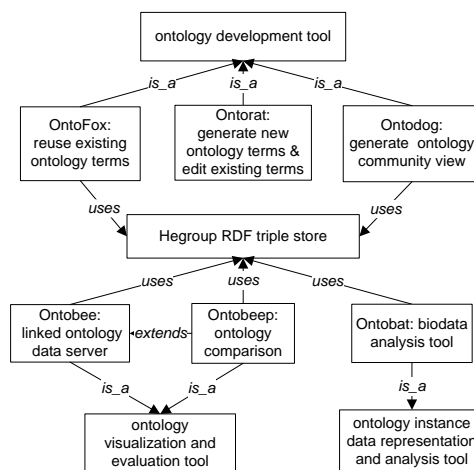 ontology development tool
is_a
is_a
is_a
OntoFox:
reuse existing
ontology terms
Ontorat:
generate new
ontology terms &
edit existing terms
Ontodog:
generate ontology
community view
uses
uses
Hegroup RDF triple store
uses
uses
uses
Ontobee:
linked ontology
data server
extends
Ontobeep:
ontology
comparison
Ontobat: biodata
analysis tool
is_a
is_a
is_a
ontology
visualization and
evaluation tool
ontology instance
data representation
and analysis tool